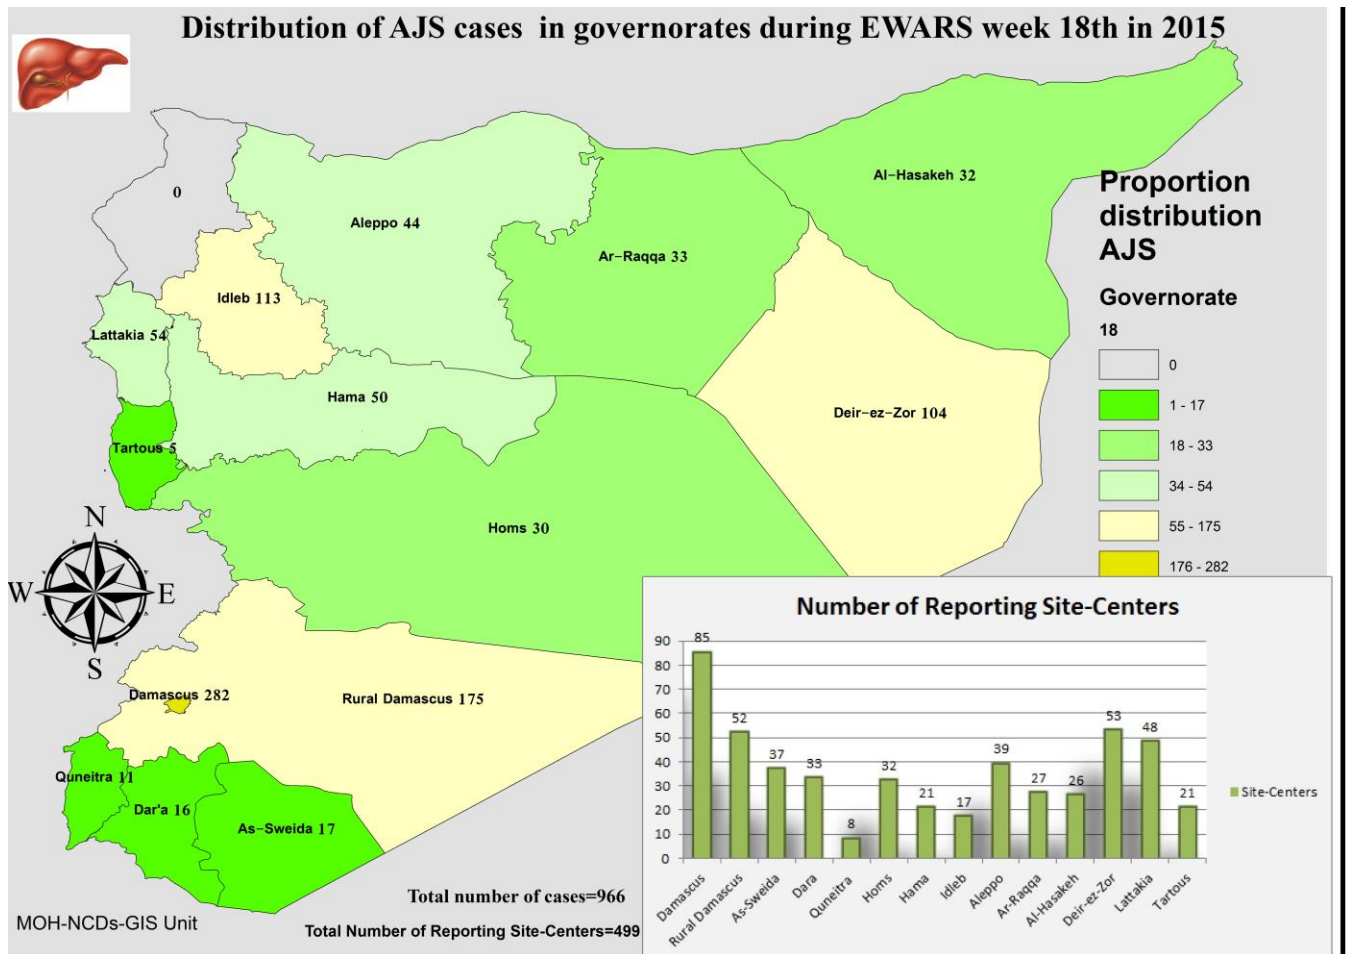 Distribution of AJS cases in governorates during EWARS week 18th in 2015
0
Aleppo 44
Al-Hasakeh 32
Ar-Raqqa 33
Idleb 113
Lattakia 54
Hama 50
Deir-ez-Zor 104
Tartous 5
Homs 30
Damascus 282
Rural Damascus 175
Quneitra 11
Dar'a 16
As-Sweida 17
N
W
E
S
Proportion
distribution
AJS
Governorate
18
0
1 - 17
18 - 33
34 - 54
55 - 175
176 - 282
Total number of cases=966
Total Number of Reporting Site-Centers=499
MOH-NCDs-GIS Unit
Number of Reporting Site-Centers
90
80
70
60
50
40
30
20
10
0
85
52
37
33
8
32
21
17
39
27
26
53
48
21
Damascus
Rural Damascus
As-Sweida
Dara
Quneitra
Homs
Hama
Idleb
Aleppo
Ar-Raqqa
Al-Hasakeh
Deir-ez-Zor
Lattakia
Tartous
Site-Centers